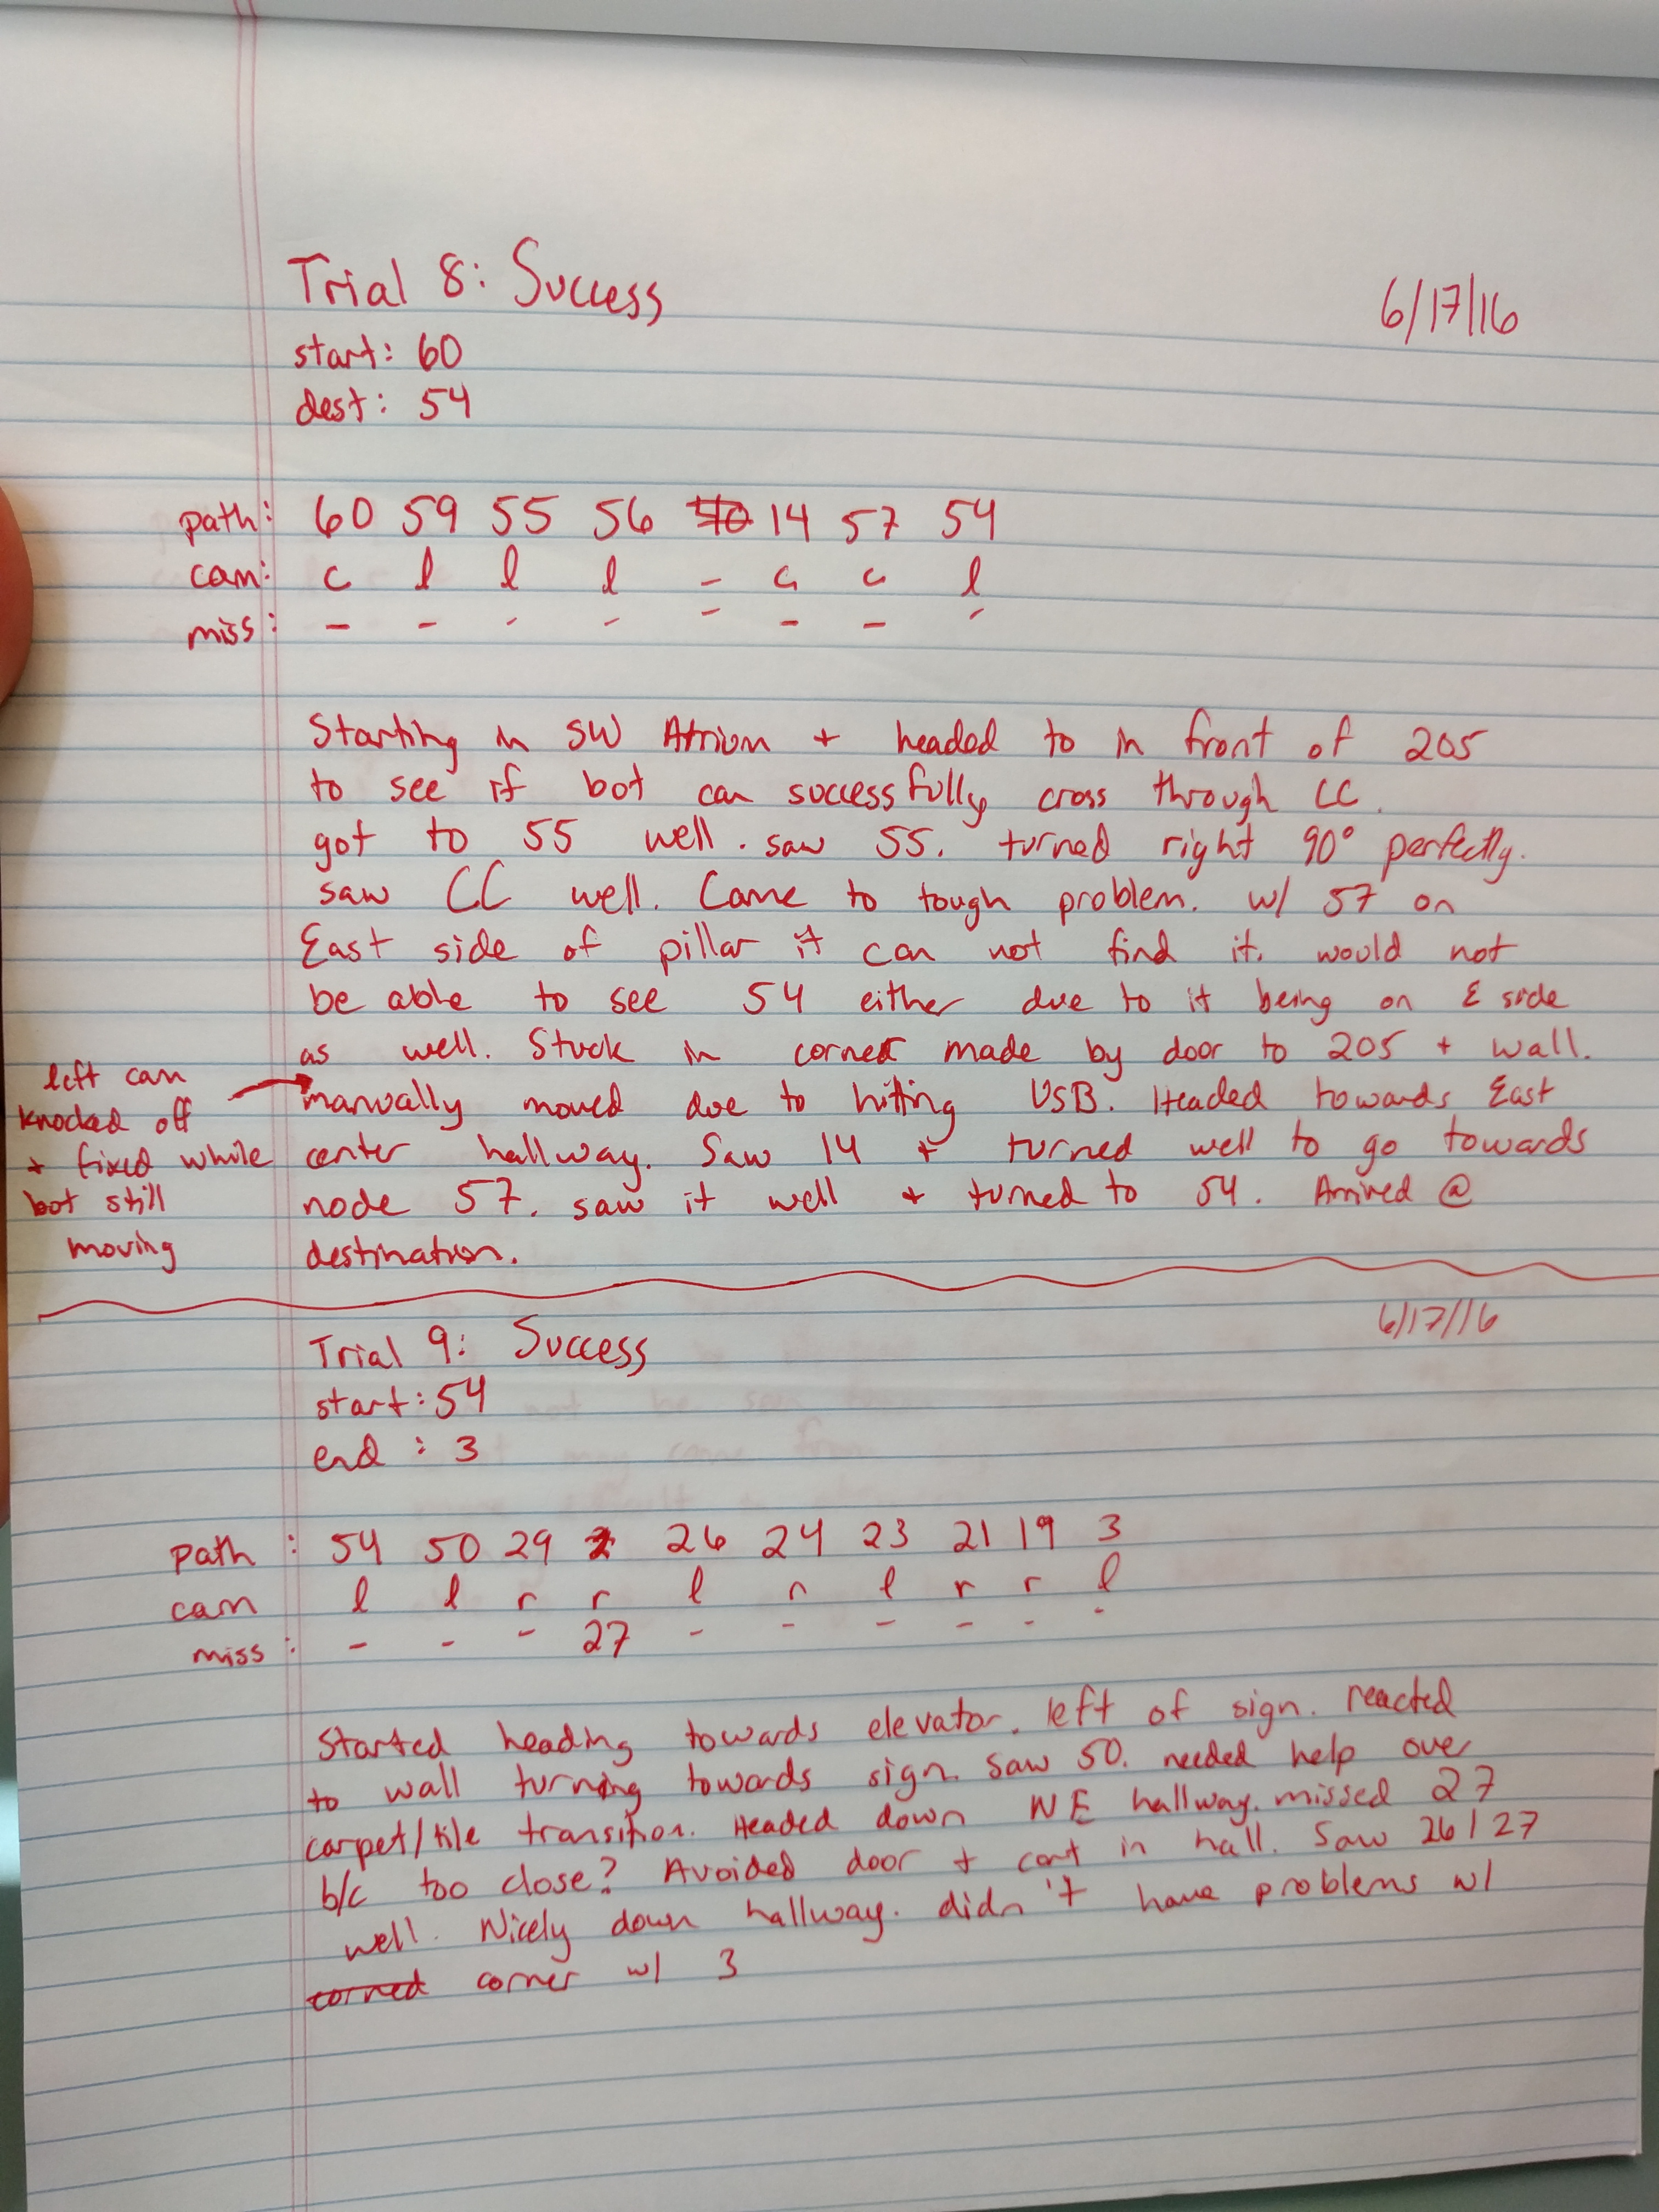 Trial 8: Success
6/17/16
start: 60
dest: 54
path: 60 59 55 56 14 57 54
cam: c l l l - c c l
miss: - - - - - - - -
Starting in SW Atrium + headed to in front of 205
to see if bot can successfully cross through CC.
got to 55 well. saw 55. turned right 90° perfectly.
saw CC well. Came to tough problem. w/ 57 on
East side of pillar it can not find it. would not
be able to see 54 either due to it being on E side
as well. Stuck in corner made by door to 205 + wall.
manually moved due to hitting USB. Headed towards East
center hallway. Saw 14 + turned well to go towards
node 57. saw it well + turned to 54. Arrived @
destination.
left cam
knocked off
+ fixed while
bot still
moving
6/17/16
Trial 9: Success
start: 54
end : 3
path : 54 50 29 26 24 23 21 19 3
cam l l r r l r l r r l
miss : - - - 27 - - - - - -
Started heading towards elevator. left of sign. reacted
to wall turning towards sign. Saw 50. needed help over
carpet/tile transition. Headed down NE hallway. missed 27
b/c too close? Avoided door + cont in hall. Saw 26/27
well. Nicely down hallway. didn't have problems w/
corned corner w/ 3